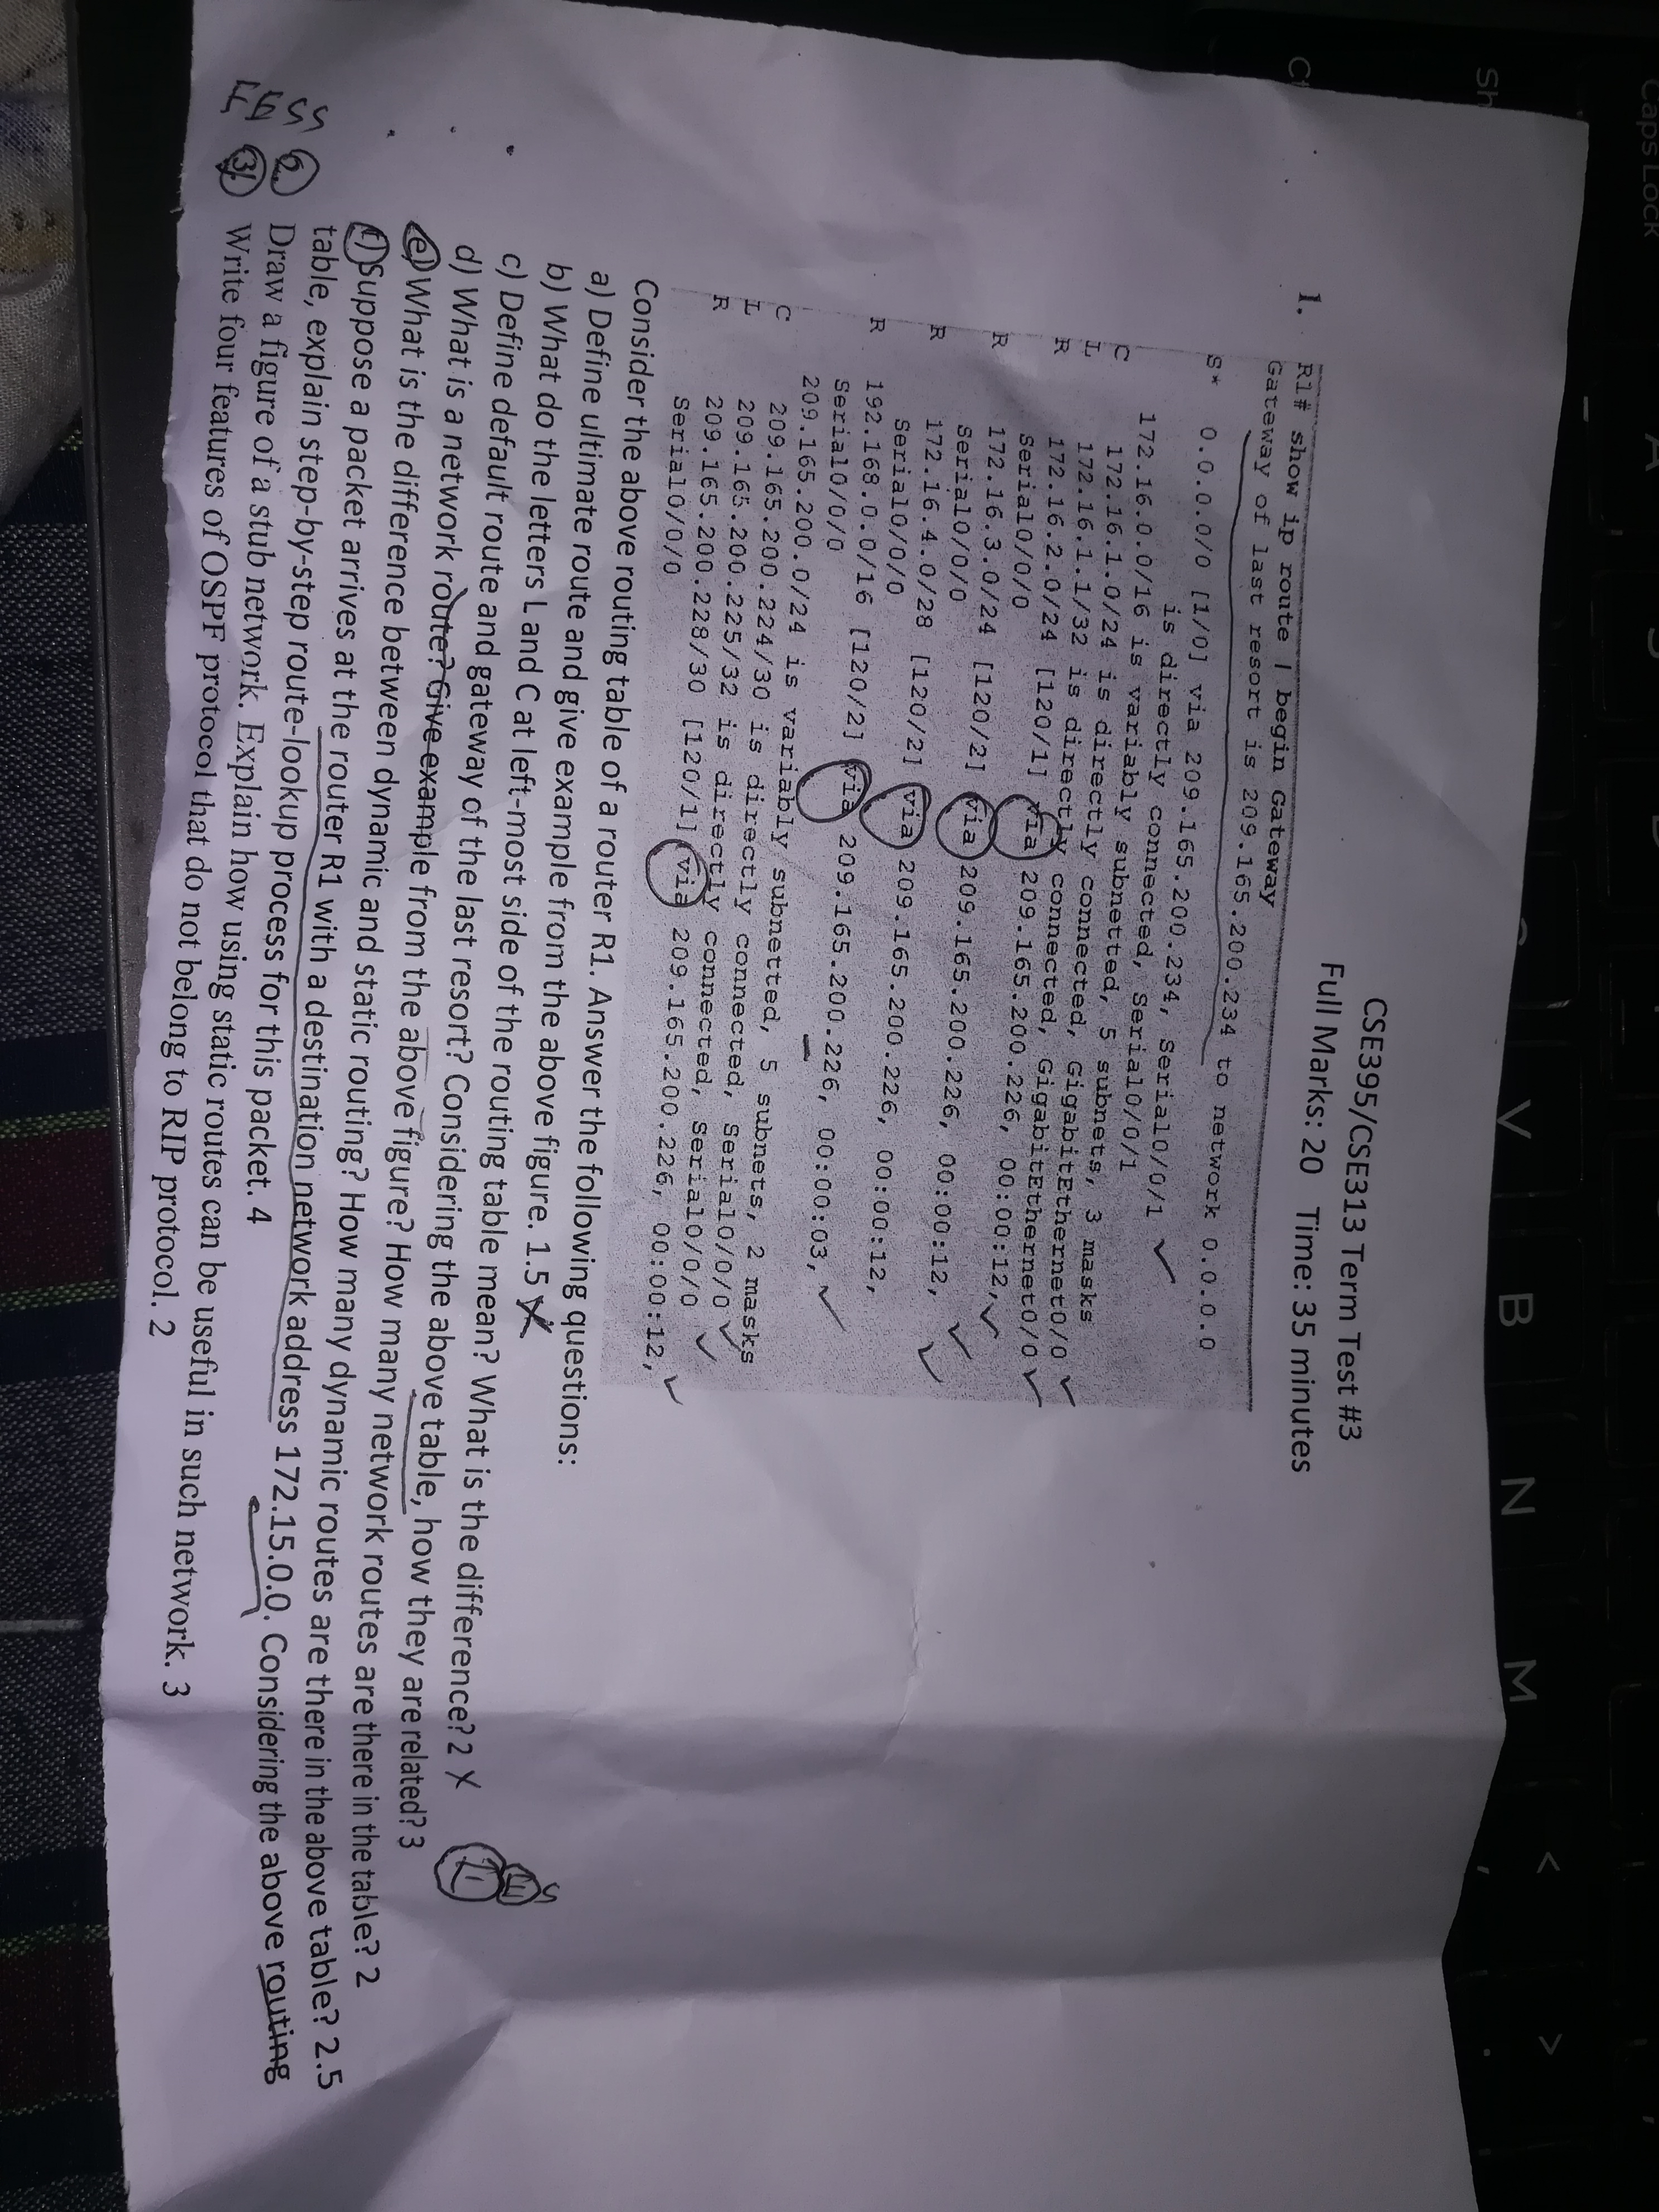 CSE395/CSE313 Term Test #3
Full Marks: 20 Time: 35 minutes
1. R1# show ip route | begin Gateway
Gateway of last resort is 209.165.200.234 to network 0.0.0.0
S* 0.0.0.0/0 [1/0] via 209.165.200.234, Serial0/0/1
is directly connected, Serial0/0/1
172.16.0.0/16 is variably subnetted, 5 subnets, 3 masks
C 172.16.1.0/24 is directly connected, GigabitEthernet0/0
L 172.16.1.1/32 is directly connected, GigabitEthernet0/0
R 172.16.2.0/24 [120/1] via 209.165.200.226, 00:00:12,
Serial0/0/0
R 172.16.3.0/24 [120/2] via 209.165.200.226, 00:00:12,
Serial0/0/0
R 172.16.4.0/28 [120/2] via 209.165.200.226, 00:00:12,
Serial0/0/0
R 192.168.0.0/16 [120/2] via 209.165.200.226, 00:00:03,
Serial0/0/0
209.165.200.0/24 is variably subnetted, 5 subnets, 2 masks
C 209.165.200.224/30 is directly connected, Serial0/0/0
L 209.165.200.225/32 is directly connected, Serial0/0/0
R 209.165.200.228/30 [120/1] via 209.165.200.226, 00:00:12,
Serial0/0/0
Consider the above routing table of a router R1. Answer the following questions:
a) Define ultimate route and give example from the above figure. 1.5
b) What do the letters L and C at left-most side of the routing table mean? What is the difference? 2
c) Define default route and gateway of the last resort? Considering the above table, how they are related? 3
d) What is a network route? Give example from the above figure? How many network routes are there in the table? 2
e) What is the difference between dynamic and static routing? How many dynamic routes are there in the above table? 2.5
f) Suppose a packet arrives at the router R1 with a destination network address 172.15.0.0. Considering the above routing
table, explain step-by-step route-lookup process for this packet. 4
2. Draw a figure of a stub network. Explain how using static routes can be useful in such network. 3
3. Write four features of OSPF protocol that do not belong to RIP protocol. 2